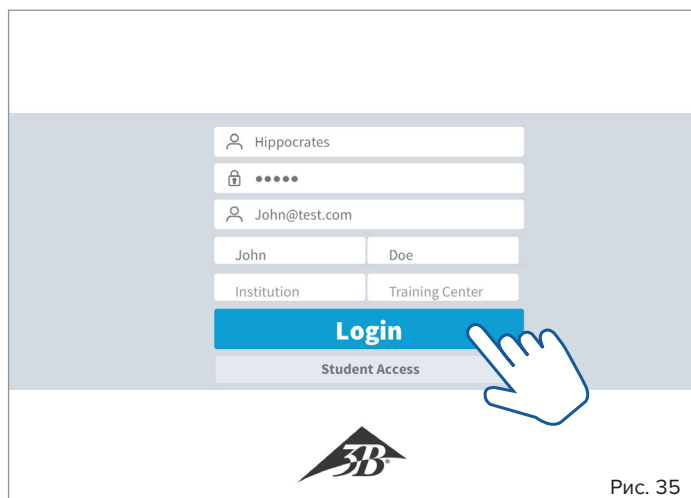 Hippocrates
•••••
John@test.com
John Doe
Institution Training Center
Login
Student Access
3B®
Рис. 35